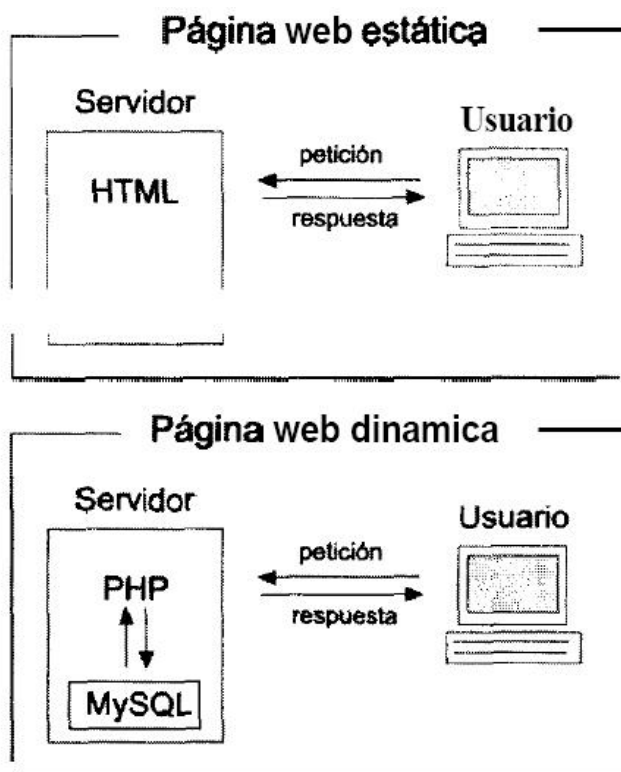 Página web estática
Servidor
Usuario
petición
HTML
respuesta
Página web dinamica
Servidor
Usuario
petición
PHP
respuesta
MySQL